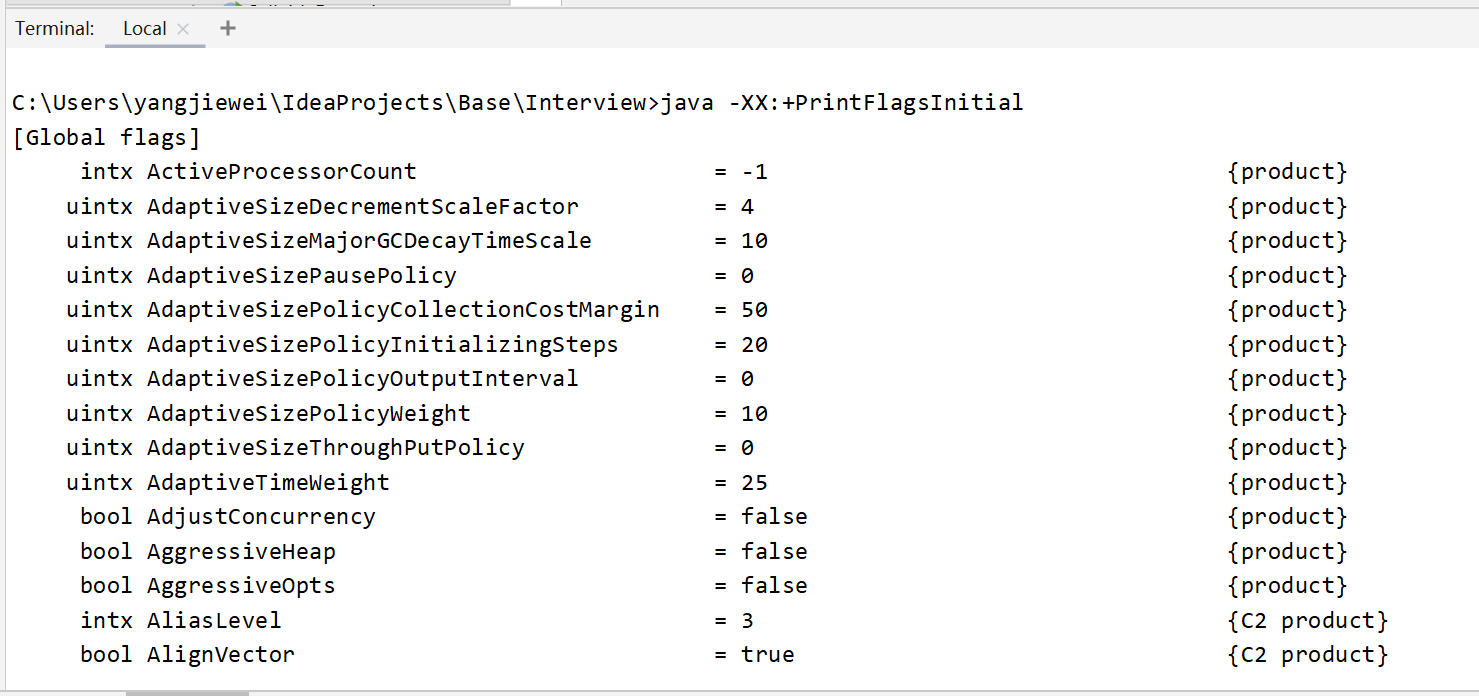 Terminal: Local × +
C:\Users\yangjiewei\IdeaProjects\Base\Interview>java -XX:+PrintFlagsInitial
[Global flags]
intx ActiveProcessorCount = -1 {product}
uintx AdaptiveSizeDecrementScaleFactor = 4 {product}
uintx AdaptiveSizeMajorGCDecayTimeScale = 10 {product}
uintx AdaptiveSizePausePolicy = 0 {product}
uintx AdaptiveSizePolicyCollectionCostMargin = 50 {product}
uintx AdaptiveSizePolicyInitializingSteps = 20 {product}
uintx AdaptiveSizePolicyOutputInterval = 0 {product}
uintx AdaptiveSizePolicyWeight = 10 {product}
uintx AdaptiveSizeThroughPutPolicy = 0 {product}
uintx AdaptiveTimeWeight = 25 {product}
bool AdjustConcurrency = false {product}
bool AggressiveHeap = false {product}
bool AggressiveOpts = false {product}
intx AliasLevel = 3 {C2 product}
bool AlignVector = true {C2 product}